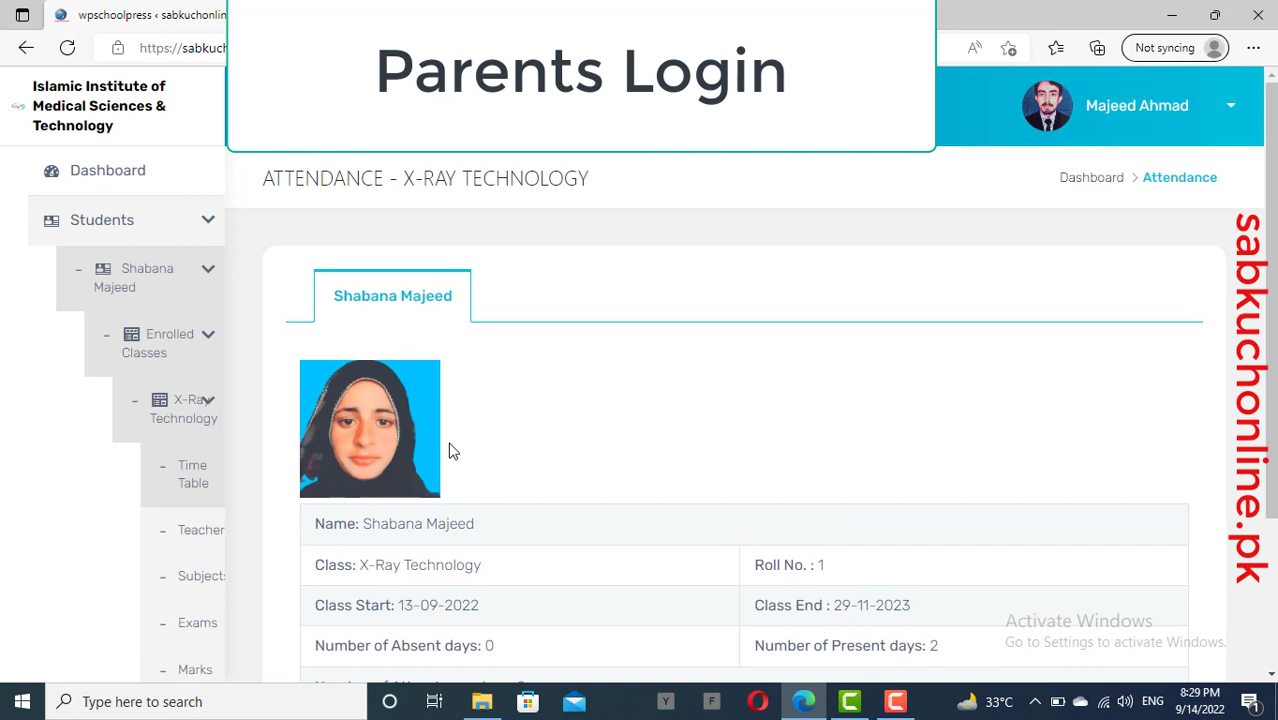 wpschoolpress ‹ sabkuchonlin
https://sabkuch
Not syncing
Parents Login
Islamic Institute of
Medical Sciences &
Technology
Majeed Ahmad
Dashboard
Students
Shabana
Majeed
Enrolled
Classes
X-Ray
Technology
Time
Table
Teacher
Subjects
Exams
Marks
ATTENDANCE - X-RAY TECHNOLOGY
Dashboard > Attendance
Shabana Majeed
Name: Shabana Majeed
Class: X-Ray Technology
Roll No. : 1
Class Start: 13-09-2022
Class End : 29-11-2023
Number of Absent days: 0
Number of Present days: 2
sabkuchonline.pk
Activate Windows
Go to Settings to activate Windows.
Type here to search
Y
F
33°C
ENG
8:29 PM
9/14/2022
1